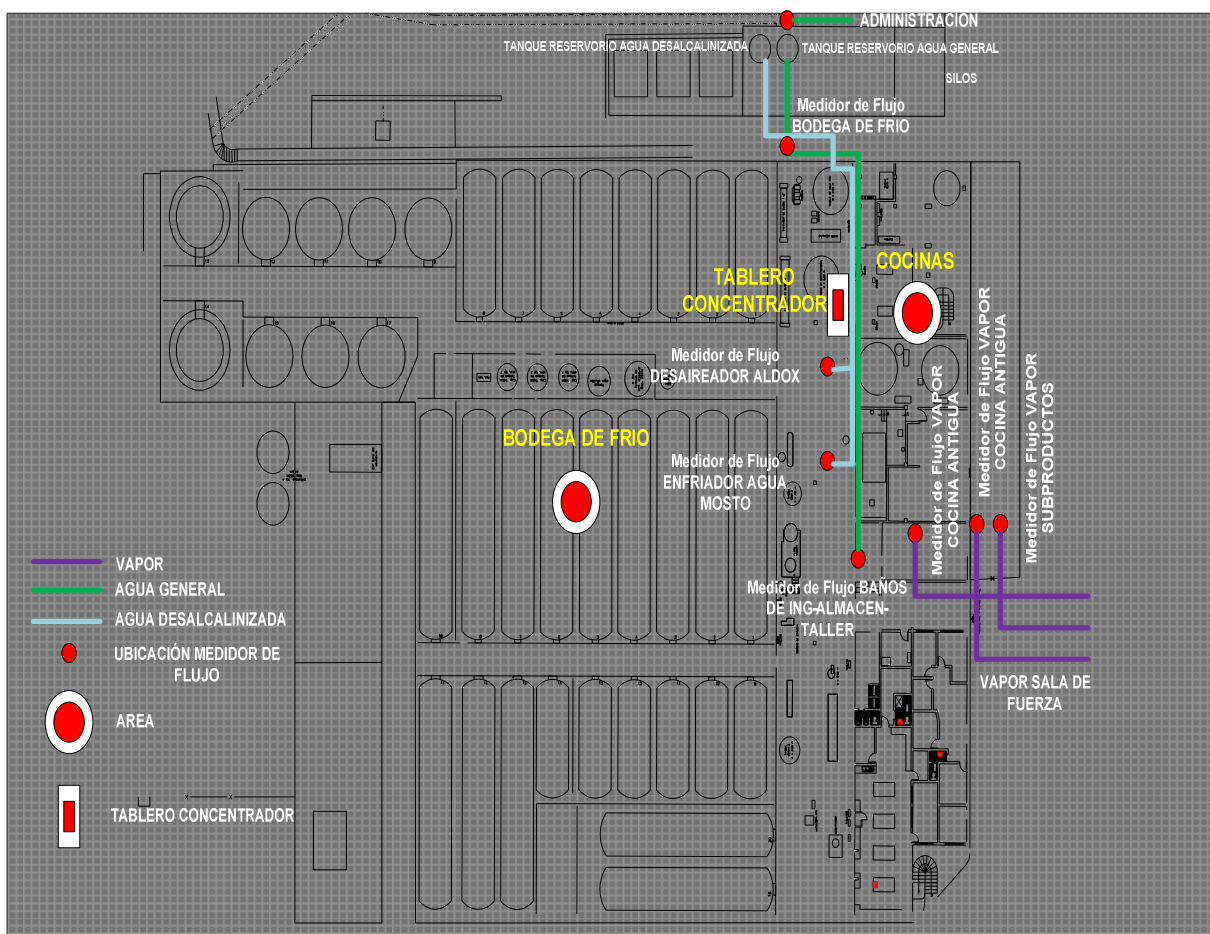 ADMINISTRACION
TANQUE RESERVORIO AGUA DESALCALINIZADA
TANQUE RESERVORIO AGUA GENERAL
SILOS
Medidor de Flujo
BODEGA DE FRIO
COCINAS
TABLERO
CONCENTRADOR
Medidor de Flujo
DESAIREADOR ALDOX
BODEGA DE FRIO
Medidor de Flujo
ENFRIADOR AGUA
MOSTO
Medidor de Flujo VAPOR
COCINA ANTIGUA
Medidor de Flujo VAPOR
COCINA ANTIGUA
Medidor de Flujo VAPOR
SUBPRODUCTOS
Medidor de Flujo BAÑOS
DE ING-ALMACEN-
TALLER
VAPOR SALA DE
FUERZA
VAPOR
AGUA GENERAL
AGUA DESALCALINIZADA
UBICACIÓN MEDIDOR DE
FLUJO
AREA
TABLERO CONCENTRADOR